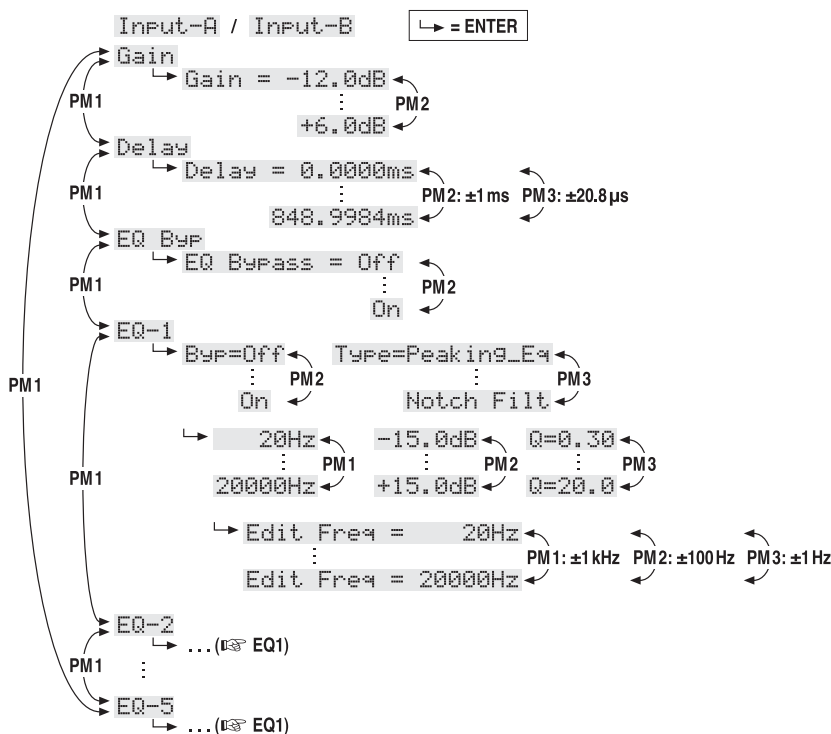 Input-A / Input-B
↳ = ENTER
Gain
Gain = -12.0dB
PM1
PM2
+6.0dB
Delay
Delay = 0.0000ms
PM1
PM2: ±1 ms PM3: ±20.8 µs
848.9984ms
EQ Byp
EQ Bypass = Off
PM1
PM2
On
EQ-1
Byp=Off Type=Peaking_Eq
PM2 PM3
PM1
On Notch Filt
20Hz -15.0dB Q=0.30
PM1 PM2 PM3
PM1
20000Hz +15.0dB Q=20.0
Edit Freq = 20Hz
PM1: ±1 kHz PM2: ±100 Hz PM3: ±1 Hz
Edit Freq = 20000Hz
EQ-2
...(☞ EQ1)
PM1
EQ-5
...(☞ EQ1)